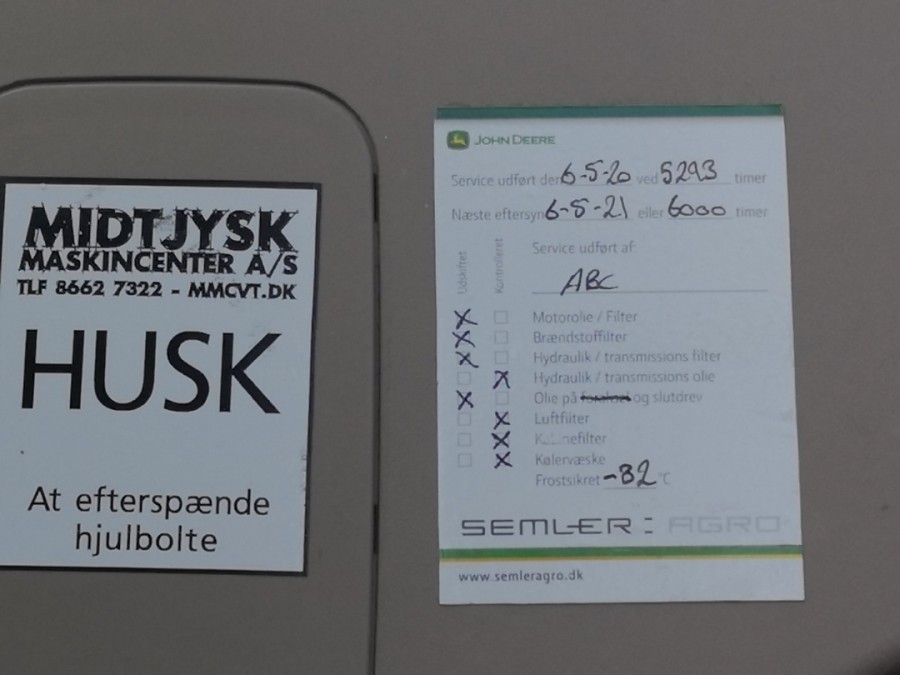 MIDTJYSK
MASKINCENTER A/S
TLF 8662 7322 - MMCVT.DK
HUSK
At efterspænde
hjulbolte
JOHN DEERE
Service udført den 6-5-20 ved 5293 timer
Næste eftersyn 6-5-21 eller 6000 timer
Udskiftet
Kontrolleret
Service udført af:
ABC
X Motorolie / Filter
X Brændstoffilter
X Hydraulik / transmissions filter
X Hydraulik / transmissions olie
X Olie på og slutdrev
X Luftfilter
X
X Kølervæske
Frostsikret -32 °C
SEMLER AGRO
www.semleragro.dk